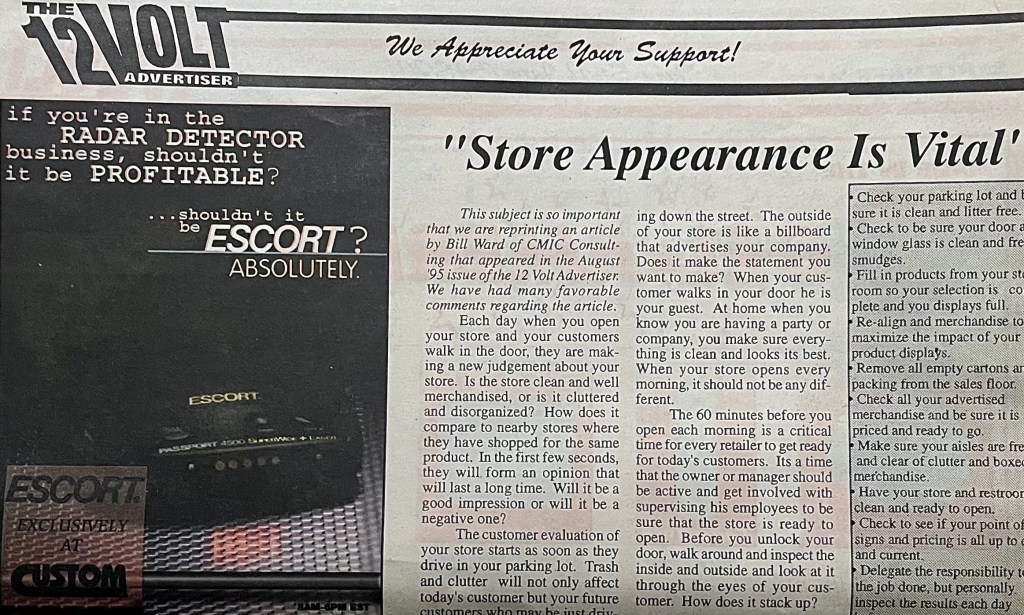 THE
12 VOLT
ADVERTISER
We Appreciate Your Support!
if you're in the
RADAR DETECTOR
business, shouldn't
it be PROFITABLE?
...shouldn't it
be ESCORT?
ABSOLUTELY.
ESCORT
PASSPORT 4500 SuperWide + Laser
ESCORT.
EXCLUSIVELY
AT
CUSTOM
8AM-6PM EST
"Store Appearance Is Vital"
This subject is so important
that we are reprinting an article
by Bill Ward of CMIC Consult-
ing that appeared in the August
'95 issue of the 12 Volt Advertiser.
We have had many favorable
comments regarding the article.
Each day when you open
your store and your customers
walk in the door, they are mak-
ing a new judgement about your
store. Is the store clean and well
merchandised, or is it cluttered
and disorganized? How does it
compare to nearby stores where
they have shopped for the same
product. In the first few seconds,
they will form an opinion that
will last a long time. Will it be a
good impression or will it be a
negative one?
The customer evaluation of
your store starts as soon as they
drive in your parking lot. Trash
and clutter will not only affect
today's customer but your future
customers who may be just driv-
ing down the street. The outside
of your store is like a billboard
that advertises your company.
Does it make the statement you
want to make? When your cus-
tomer walks in your door he is
your guest. At home when you
know you are having a party or
company, you make sure every-
thing is clean and looks its best.
When your store opens every
morning, it should not be any dif-
ferent.
The 60 minutes before you
open each morning is a critical
time for every retailer to get ready
for today's customers. Its a time
that the owner or manager should
be active and get involved with
supervising his employees to be
sure that the store is ready to
open. Before you unlock your
door, walk around and inspect the
inside and outside and look at it
through the eyes of your cus-
tomer. How does it stack up?
• Check your parking lot and
sure it is clean and litter free.
• Check to be sure your door
window glass is clean and
smudges.
• Fill in products from your
room so your selection is
plete and you displays full.
• Re-align and merchandise to
maximize the impact of your
product displays.
• Remove all empty cartons
packing from the sales floor.
• Check all your advertised
merchandise and be sure it is
priced and ready to go.
• Make sure your aisles are
and clear of clutter and
merchandise.
• Have your store and
clean and ready to open.
• Check to see if your point of
signs and pricing is all up to
and current.
• Delegate the responsibility
the job done, but personally
inspect the results each day